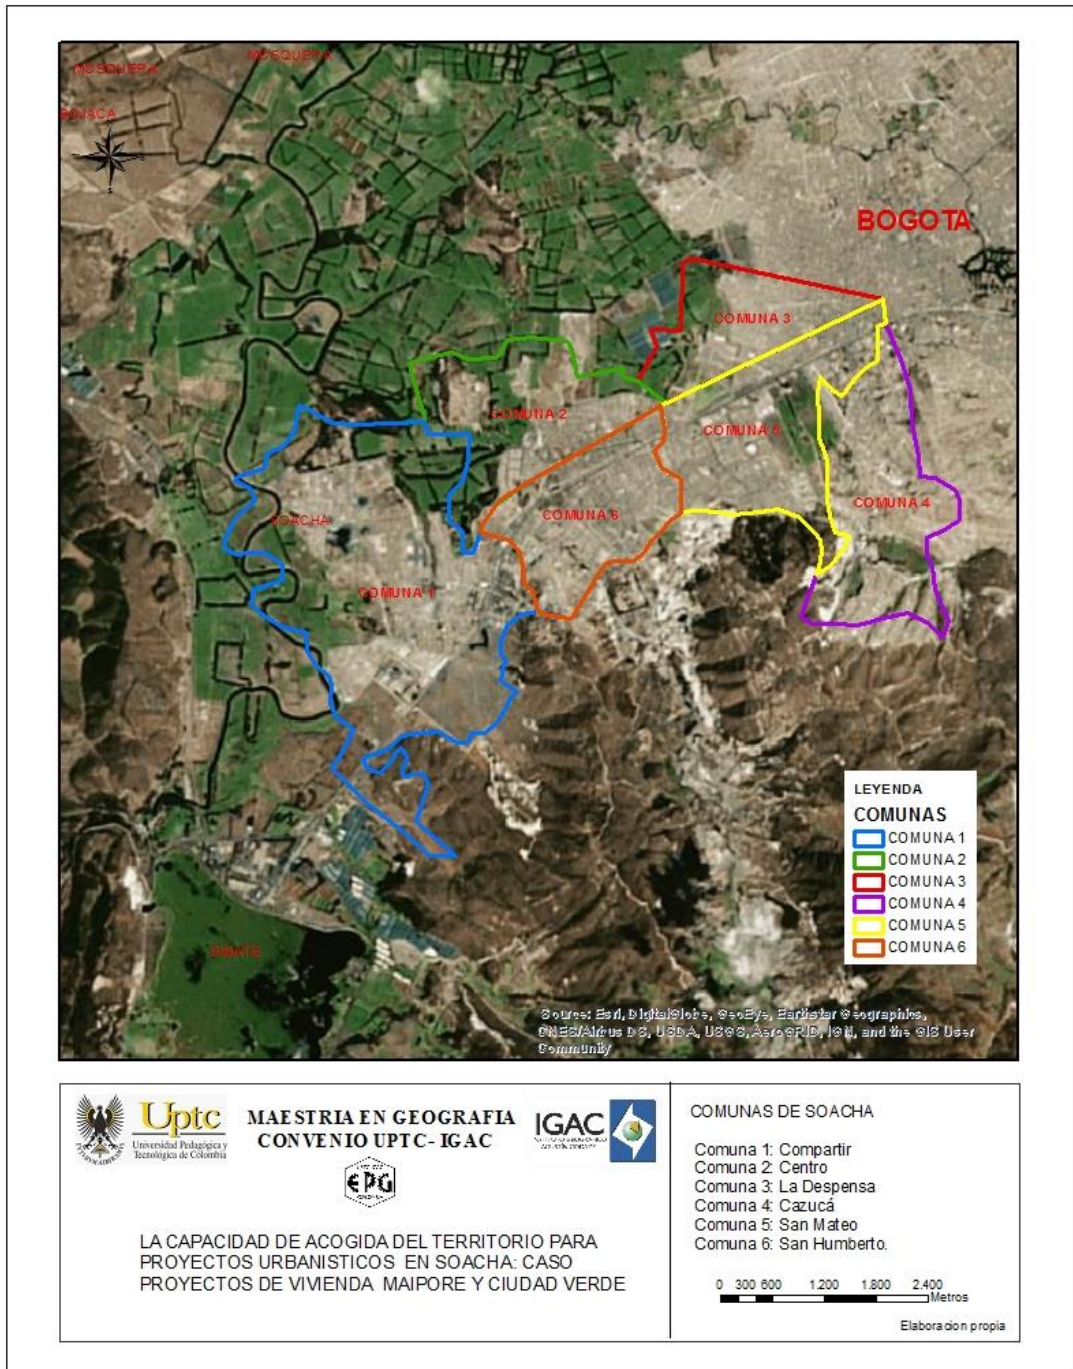 MOSQUERA
MOSQUERA
BOJACA
S
BOGOTA
COMUNA 3
COMUNA 2
COMUNA 4
COMUNA 6
SOACHA
COMUNA 1
SIBATE
LEYENDA
COMUNAS
COMUNA 1
COMUNA 2
COMUNA 3
COMUNA 4
COMUNA 5
COMUNA 6
Source: Esri, DigitalGlobe, GeoEye, Earthstar Geographics,
CNES/Airbus DS, USDA, USGS, AeroGRID, IGN, and the GIS User
Community
Uptc
Universidad Pedagógica y
Tecnológica de Colombia
MAESTRIA EN GEOGRAFIA
CONVENIO UPTC- IGAC
EPG
IGAC
INSTITUTO GEOGRAFICO
AGUSTIN CODAZZI
LA CAPACIDAD DE ACOGIDA DEL TERRITORIO PARA
PROYECTOS URBANISTICOS EN SOACHA: CASO
PROYECTOS DE VIVIENDA MAIPORE Y CIUDAD VERDE
COMUNAS DE SOACHA
Comuna 1: Compartir
Comuna 2: Centro
Comuna 3: La Despensa
Comuna 4: Cazucá
Comuna 5: San Mateo
Comuna 6: San Humberto.
0 300 600 1.200 1.800 2.400
Metros
Elaboracion propia